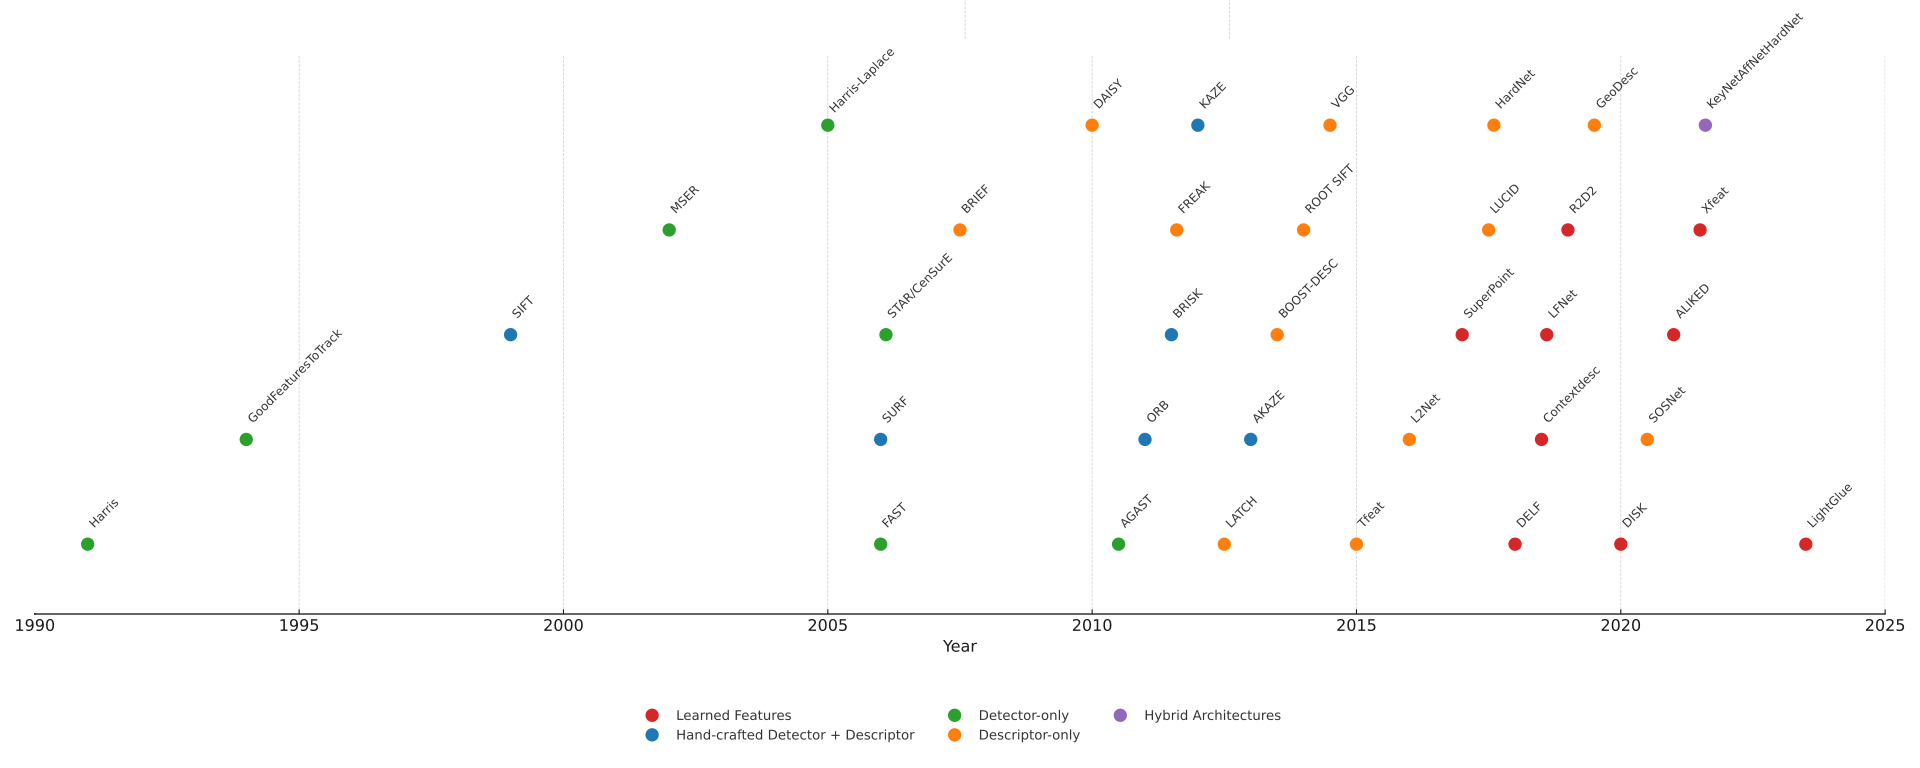 Harris-Laplace
DAISY
KAZE
VGG
HardNet
GeoDesc
KeyNetAffNetHardNet
MSER
BRIEF
FREAK
ROOT SIFT
LUCID
R2D2
Xfeat
SIFT
STAR/CenSurE
BRISK
BOOST-DESC
SuperPoint
LFNet
ALIKED
GoodFeaturesToTrack
SURF
ORB
AKAZE
L2Net
Contextdesc
SOSNet
Harris
FAST
AGAST
LATCH
Tfeat
DELF
DISK
LightGlue
1990 1995 2000 2005 2010 2015 2020 2025
Year
Learned Features
Hand-crafted Detector + Descriptor
Detector-only
Descriptor-only
Hybrid Architectures